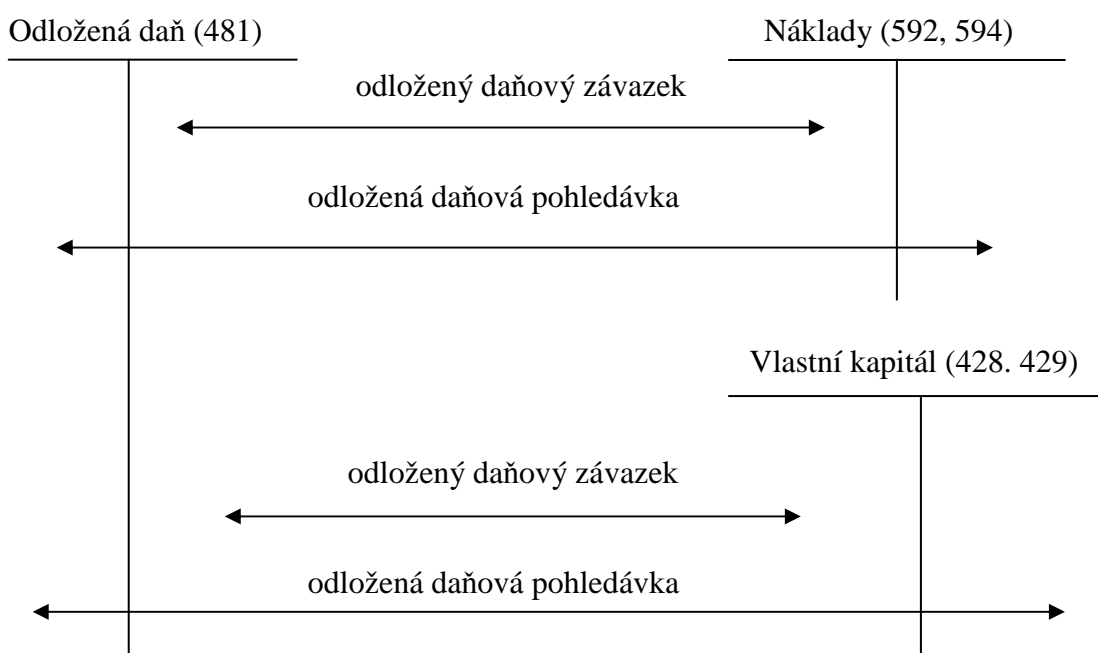 Odložená daň (481)
Náklady (592, 594)
odložený daňový závazek
odložená daňová pohledávka
Vlastní kapitál (428. 429)
odložený daňový závazek
odložená daňová pohledávka